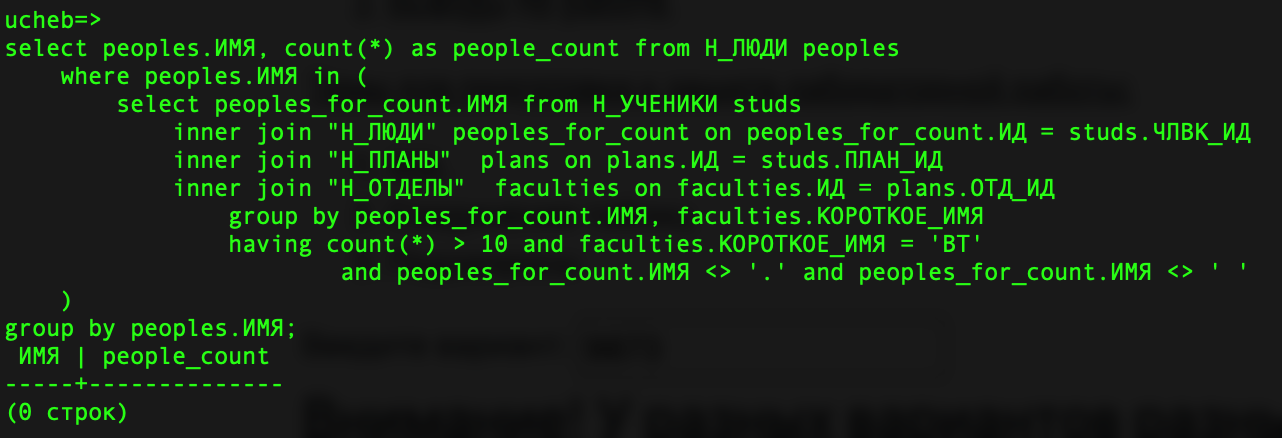 ucheb=>
select peoples.ИМЯ, count(*) as people_count from Н_ЛЮДИ peoples
    where peoples.ИМЯ in (
        select peoples_for_count.ИМЯ from Н_УЧЕНИКИ studs
            inner join "Н_ЛЮДИ" peoples_for_count on peoples_for_count.ИД = studs.ЧЛВК_ИД
            inner join "Н_ПЛАНЫ"  plans on plans.ИД = studs.ПЛАН_ИД
            inner join "Н_ОТДЕЛЫ"  faculties on faculties.ИД = plans.ОТД_ИД
                group by peoples_for_count.ИМЯ, faculties.КОРОТКОЕ_ИМЯ
                having count(*) > 10 and faculties.КОРОТКОЕ_ИМЯ = 'ВТ'
                        and peoples_for_count.ИМЯ <> '.' and peoples_for_count.ИМЯ <> ' '
    )
group by peoples.ИМЯ;
 ИМЯ | people_count
-----+--------------
(0 строк)